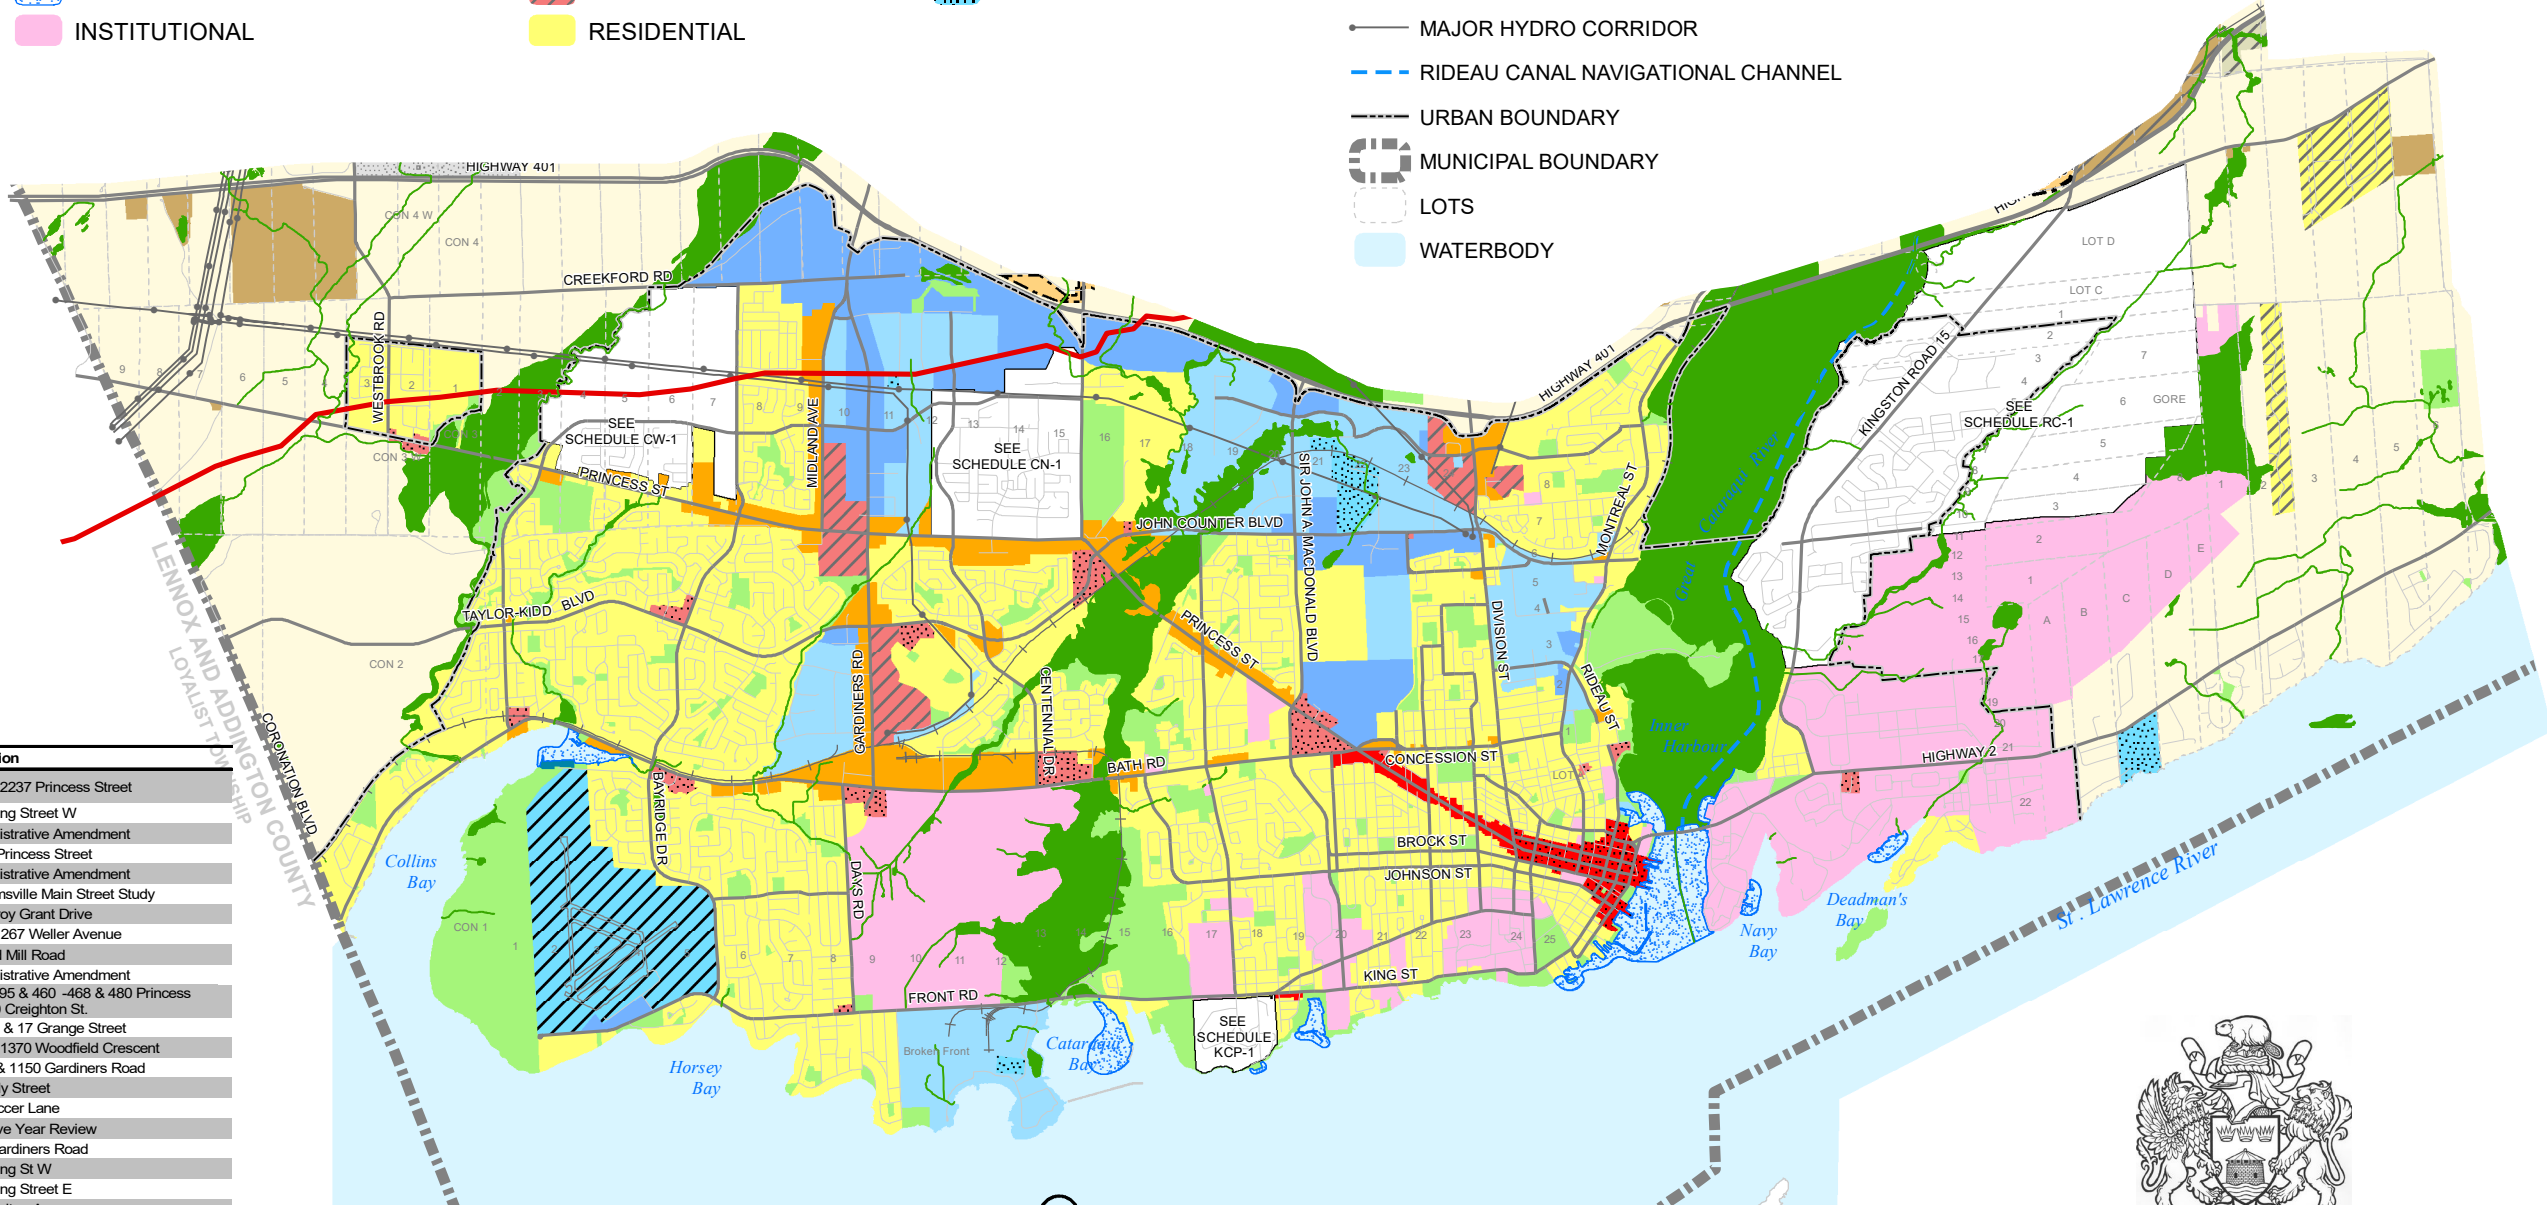 INSTITUTIONAL
RESIDENTIAL
MAJOR HYDRO CORRIDOR
RIDEAU CANAL NAVIGATIONAL CHANNEL
URBAN BOUNDARY
MUNICIPAL BOUNDARY
LOTS
WATERBODY
HIGHWAY 401
CON 4 W
CON 4
CREEKFORD RD
WESTBROOK RD
MIDLAND AVE
SEE
SCHEDULE CW-1
PRINCESS ST
SEE
SCHEDULE CN-1
JOHN COUNTER BLVD
SIR JOHN A. MACDONALD BLVD
HIGHWAY 401
MONTREAL ST
Great Cataraqui River
KINGSTON ROAD 15
LOT D
LOT C
GORE
SEE
SCHEDULE RC-1
TAYLOR-KIDD BLVD
CON 2
LENNOX AND ADDINGTON COUNTY
LOYALIST TOWNSHIP
CORONATION BLVD
GARDINERS RD
CENTENNIAL DR
PRINCESS ST
DIVISION ST
RIDEAU ST
Inner
Harbour
BATH RD
CONCESSION ST
HIGHWAY 2
BAYRIDGE DR
DAYS RD
BROCK ST
JOHNSON ST
Collins
Bay
CON 1
FRONT RD
KING ST
Navy
Bay
Deadman's
Bay
St . Lawrence River
SEE
SCHEDULE
KCP-1
Broken Front
Cataraqui
Bay
Horsey
Bay
tion
2237 Princess Street
ng Street W
istrative Amendment
Princess Street
istrative Amendment
msville Main Street Study
roy Grant Drive
267 Weller Avenue
l Mill Road
istrative Amendment
95 & 460 -468 & 480 Princess
Creighton St.
& 17 Grange Street
1370 Woodfield Crescent
& 1150 Gardiners Road
ly Street
ccer Lane
ve Year Review
ardiners Road
ng St W
ng Street E